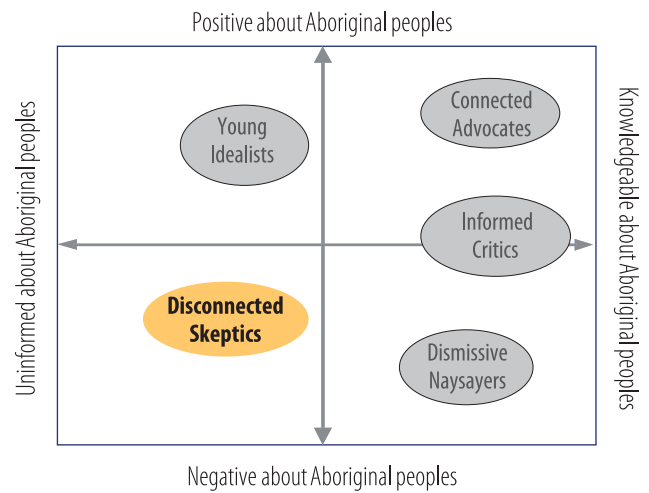 Positive about Aboriginal peoples
Uninformed about Aboriginal peoples
Young
Idealists
Connected
Advocates
Informed
Critics
Disconnected
Skeptics
Dismissive
Naysayers
Knowledgeable about Aboriginal peoples
Negative about Aboriginal peoples